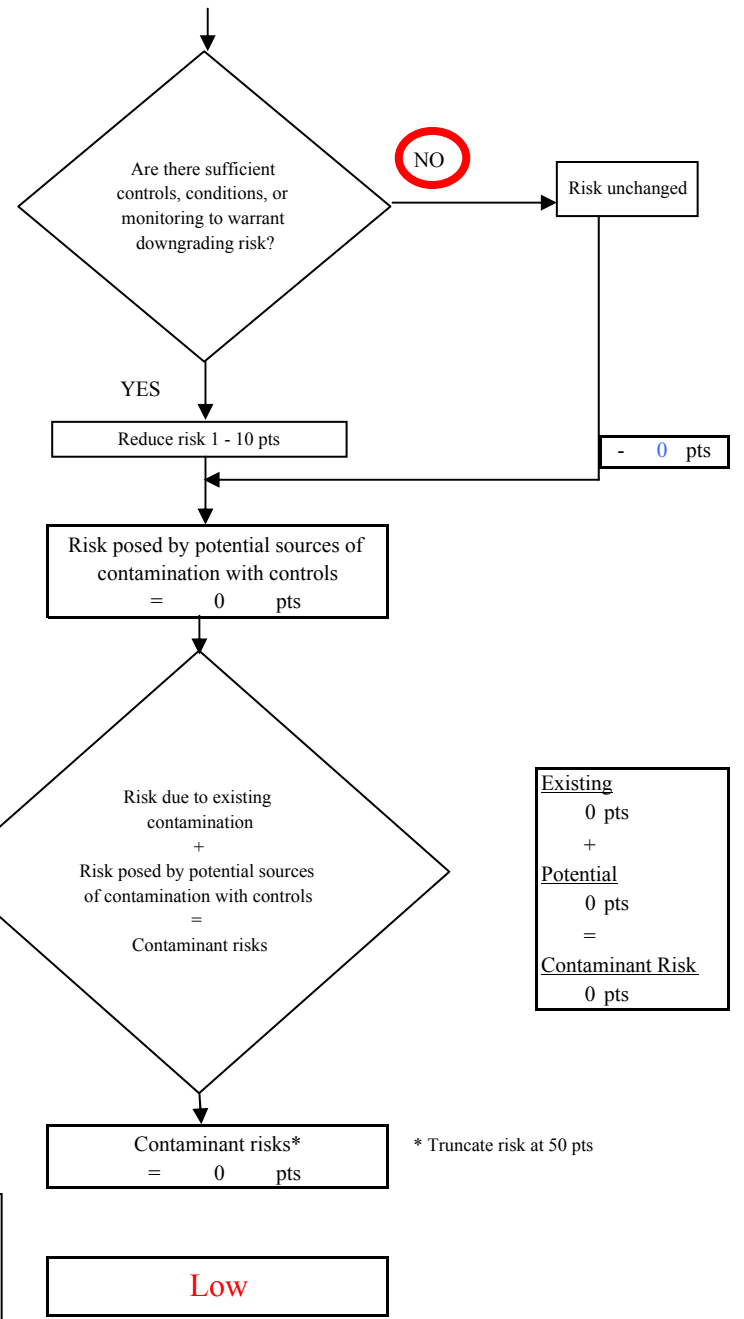 Are there sufficient
controls, conditions, or
monitoring to warrant
downgrading risk?
NO
Risk unchanged
YES
Reduce risk 1 - 10 pts
- 0 pts
Risk posed by potential sources of
contamination with controls
= 0 pts
Risk due to existing
contamination
+
Risk posed by potential sources
of contamination with controls
=
Contaminant risks
Existing
0 pts
+
Potential
0 pts
=
Contaminant Risk
0 pts
Contaminant risks*
= 0 pts
* Truncate risk at 50 pts
Low